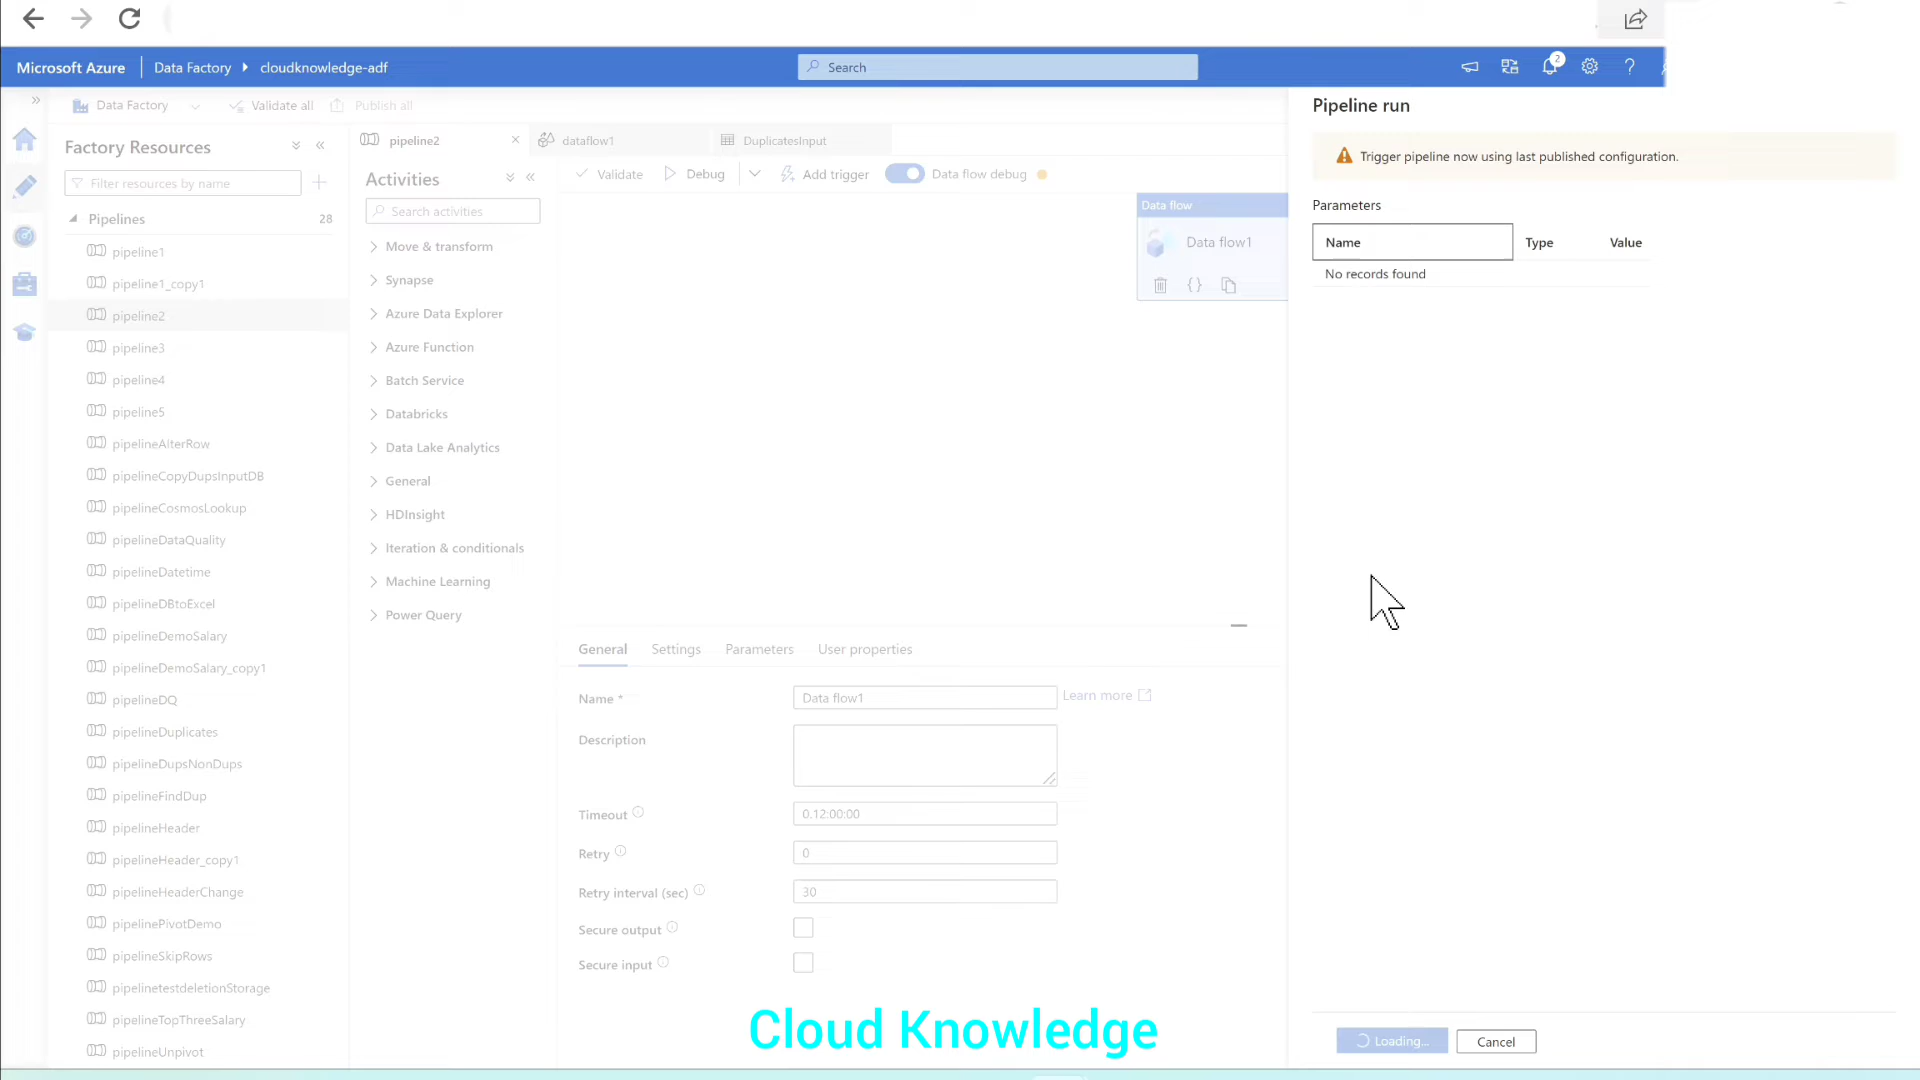 Microsoft Azure Data Factory cloudknowledge-adf Search 2 ?
Data Factory Validate all Publish all
Factory Resources
Filter resources by name
Pipelines 28
pipeline1
pipeline1_copy1
pipeline2
pipeline3
pipeline4
pipeline5
pipelineAlterRow
pipelineCopyDupsInputDB
pipelineCosmosLookup
pipelineDataQuality
pipelineDatetime
pipelineDBtoExcel
pipelineDemoSalary
pipelineDemoSalary_copy1
pipelineDQ
pipelineDuplicates
pipelineDupsNonDups
pipelineFindDup
pipelineHeader
pipelineHeader_copy1
pipelineHeaderChange
pipelinePivotDemo
pipelineSkipRows
pipelinetestdeletionStorage
pipelineTopThreeSalary
pipelineUnpivot
pipeline2 dataflow1 DuplicatesInput
Activities
Search activities
Move & transform
Synapse
Azure Data Explorer
Azure Function
Batch Service
Databricks
Data Lake Analytics
General
HDInsight
Iteration & conditionals
Machine Learning
Power Query
Validate Debug Add trigger Data flow debug
Data flow
Data flow1
General Settings Parameters User properties
Name * Data flow1 Learn more
Description
Timeout 0.12:00:00
Retry 0
Retry interval (sec) 30
Secure output
Secure input
Pipeline run
Trigger pipeline now using last published configuration.
Parameters
Name Type Value
No records found
Loading... Cancel
Cloud Knowledge